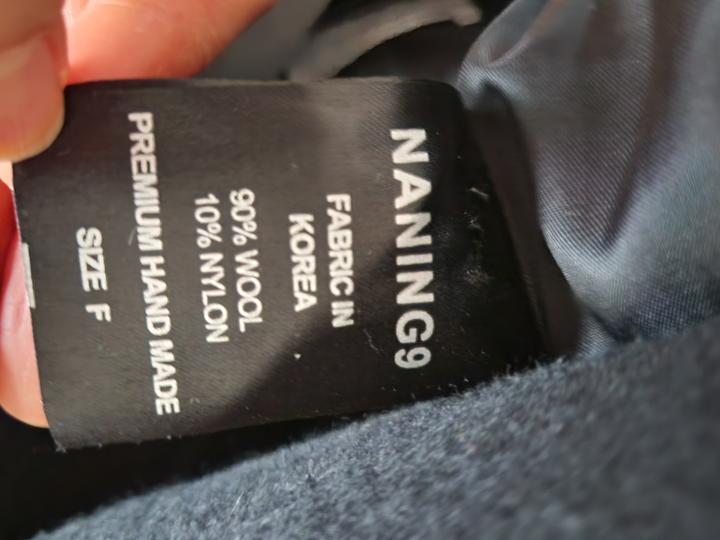 NANING9
FABRIC IN
KOREA
90% WOOL
10% NYLON
PREMIUM HAND MADE
SIZE F